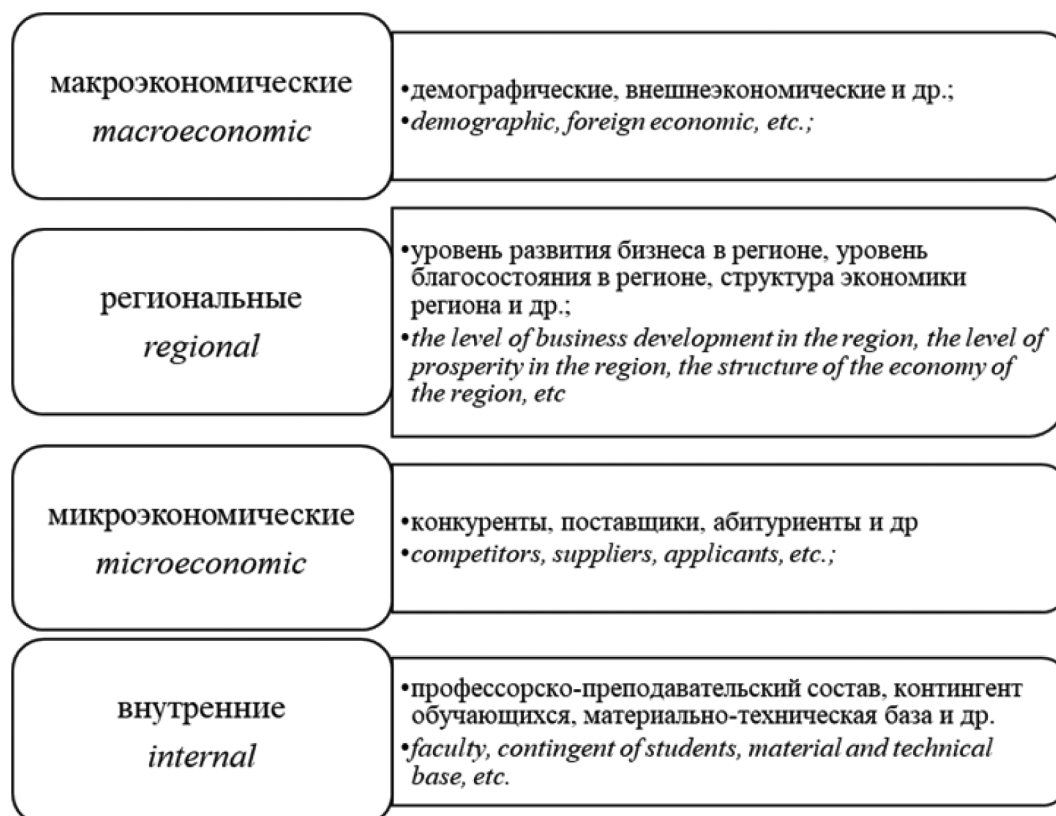 макроэкономические
macroeconomic
•демографические, внешнеэкономические и др.;
•demographic, foreign economic, etc.;
региональные
regional
•уровень развития бизнеса в регионе, уровень
благосостояния в регионе, структура экономики
региона и др.;
•the level of business development in the region, the level of
prosperity in the region, the structure of the economy of
the region, etc
микроэкономические
microeconomic
•конкуренты, поставщики, абитуриенты и др
•competitors, suppliers, applicants, etc.;
внутренние
internal
•профессорско-преподавательский состав, контингент
обучающихся, материально-техническая база и др.
•faculty, contingent of students, material and technical
base, etc.